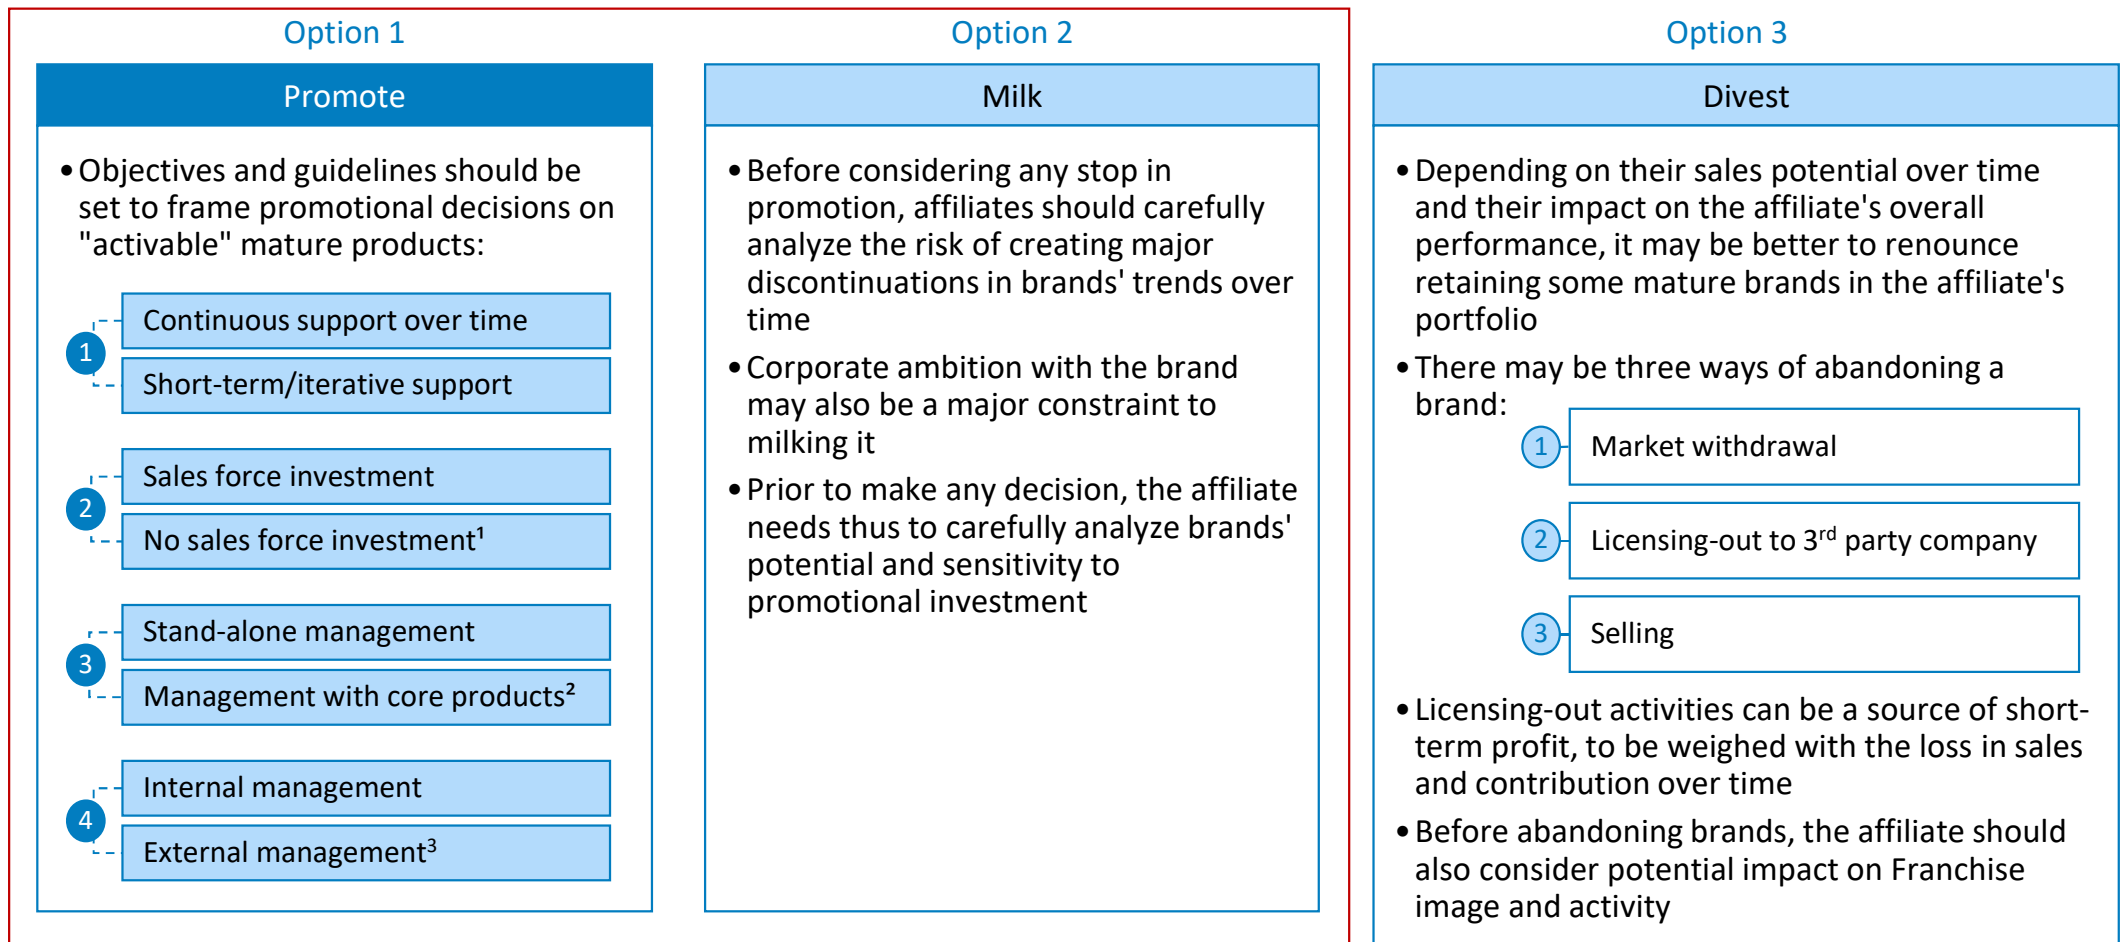 Option 1
Promote
•Objectives and guidelines should be
set to frame promotional decisions on
"activable" mature products:
1
Continuous support over time
Short-term/iterative support
2
Sales force investment
No sales force investment¹
3
Stand-alone management
Management with core products²
4
Internal management
External management³
Option 2
Milk
•Before considering any stop in
promotion, affiliates should carefully
analyze the risk of creating major
discontinuations in brands' trends over
time
•Corporate ambition with the brand
may also be a major constraint to
milking it
•Prior to make any decision, the affiliate
needs thus to carefully analyze brands'
potential and sensitivity to
promotional investment
Option 3
Divest
•Depending on their sales potential over time
and their impact on the affiliate's overall
performance, it may be better to renounce
retaining some mature brands in the affiliate's
portfolio
•There may be three ways of abandoning a
brand:
1 Market withdrawal
2 Licensing-out to 3rd party company
3 Selling
•Licensing-out activities can be a source of short-
term profit, to be weighed with the loss in sales
and contribution over time
•Before abandoning brands, the affiliate should
also consider potential impact on Franchise
image and activity